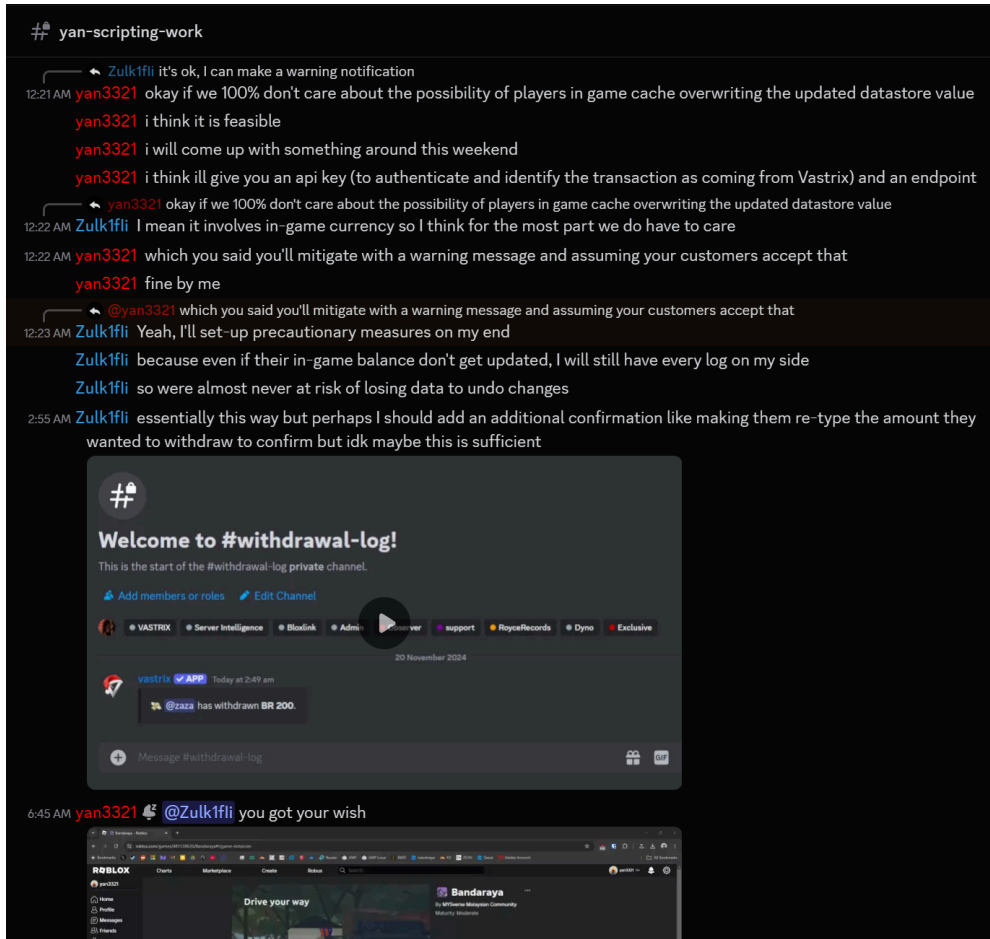 yan-scripting-work
Zulk1fli it's ok, I can make a warning notification
12:21 AM yan3321 okay if we 100% don't care about the possibility of players in game cache overwriting the updated datastore value
yan3321 i think it is feasible
yan3321 i will come up with something around this weekend
yan3321 i think ill give you an api key (to authenticate and identify the transaction as coming from Vastrix) and an endpoint
yan3321 okay if we 100% don't care about the possibility of players in game cache overwriting the updated datastore value
12:22 AM Zulk1fli I mean it involves in-game currency so I think for the most part we do have to care
12:22 AM yan3321 which you said you'll mitigate with a warning message and assuming your customers accept that
yan3321 fine by me
@yan3321 which you said you'll mitigate with a warning message and assuming your customers accept that
12:23 AM Zulk1fli Yeah, I'll set-up precautionary measures on my end
Zulk1fli because even if their in-game balance don't get updated, I will still have every log on my side
Zulk1fli so were almost never at risk of losing data to undo changes
2:55 AM Zulk1fli essentially this way but perhaps I should add an additional confirmation like making them re-type the amount they
wanted to withdraw to confirm but idk maybe this is sufficient
Welcome to #withdrawal-log!
This is the start of the #withdrawal-log private channel.
Add members or roles Edit Channel
VASTRIX Server Intelligence Bloxlink Admin Observer support RoyceRecords Dyno Exclusive
20 November 2024
vastrix APP Today at 2:49 am
@zaza has withdrawn BR 200.
Message #withdrawal-log GIF
6:45 AM yan3321 @Zulk1fli you got your wish
Bandaraya - Roblox
ROBLOX Charts Marketplace Create Robux Search
yan3321
Home
Profile
Messages
Friends
Drive your way
Bandaraya
By MYSverse Malaysian Community
Maturity: Moderate